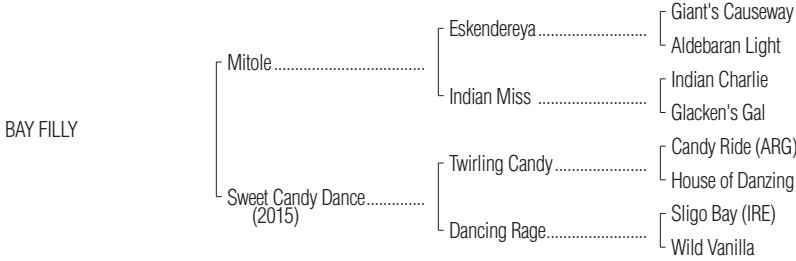 Giant's Causeway
Eskendereya
Aldebaran Light
Mitole
Indian Charlie
Indian Miss
Glacken's Gal
BAY FILLY
Candy Ride (ARG)
Twirling Candy
House of Danzing
Sweet Candy Dance
(2015)
Sligo Bay (IRE)
Dancing Rage
Wild Vanilla